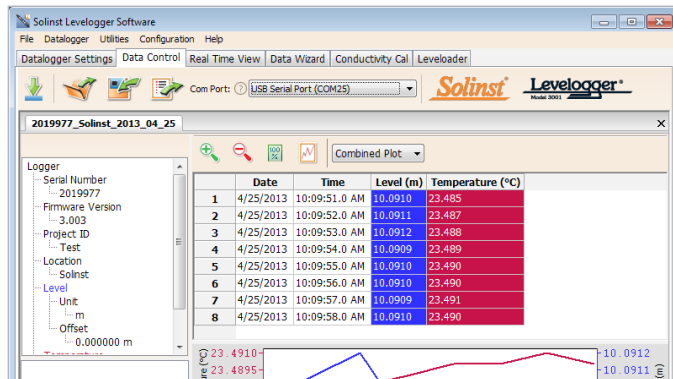 Solinst Levelogger Software
File Datalogger Utilities Configuration Help
Datalogger Settings Data Control Real Time View Data Wizard Conductivity Cal Leveloader
Com Port: ? USB Serial Port (COM25) Solinst Levelogger
Model 3001
2019977_Solinst_2013_04_25
100 %
Combined Plot
Logger
Serial Number
2019977
Firmware Version
3.003
Project ID
Test
Location
Solinst
Level
Unit
m
Offset
0.000000 m
Date Time Level (m) Temperature (°C)
1 4/25/2013 10:09:51.0 AM 10.0910 23.485
2 4/25/2013 10:09:52.0 AM 10.0911 23.487
3 4/25/2013 10:09:53.0 AM 10.0912 23.488
4 4/25/2013 10:09:54.0 AM 10.0909 23.489
5 4/25/2013 10:09:55.0 AM 10.0910 23.490
6 4/25/2013 10:09:56.0 AM 10.0910 23.490
7 4/25/2013 10:09:57.0 AM 10.0909 23.491
8 4/25/2013 10:09:58.0 AM 10.0910 23.490
23.4910 10.0912
23.4895 10.0911
(°C)
(m)